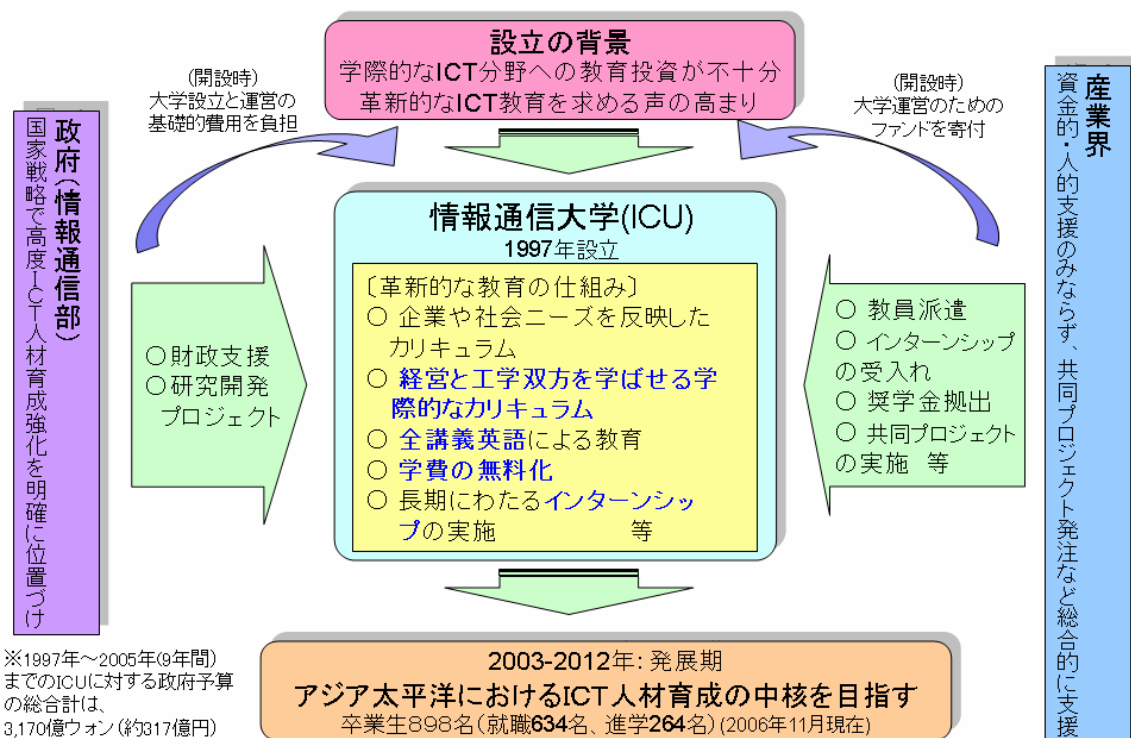 設立の背景
学際的なICT分野への教育投資が不十分
革新的なICT教育を求める声の高まり
(開設時)
大学設立と運営の
基礎的費用を負担
(開設時)
大学運営のための
ファンドを寄付
政府(情報通信部)
国家戦略で高度ICT人材育成強化を明確に位置づけ
産業界
資金的・人的支援のみならず、共同プロジェクト発注など総合的に支援
情報通信大学(ICU)
1997年設立
〔革新的な教育の仕組み〕
○ 企業や社会ニーズを反映した
カリキュラム
○ 経営と工学双方を学ばせる学
際的なカリキュラム
○ 全講義英語による教育
○ 学費の無料化
○ 長期にわたるインターンシッ
プの実施 等
○財政支援
○研究開発
プロジェクト
○ 教員派遣
○ インターンシップ
の受入れ
○ 奨学金拠出
○ 共同プロジェクト
の実施 等
2003-2012年：発展期
アジア太平洋におけるICT人材育成の中核を目指す
卒業生898名(就職634名、進学264名)(2006年11月現在)
※1997年～2005年(9年間)
までのICUに対する政府予算
の総合計は、
3,170億ウォン(約317億円)